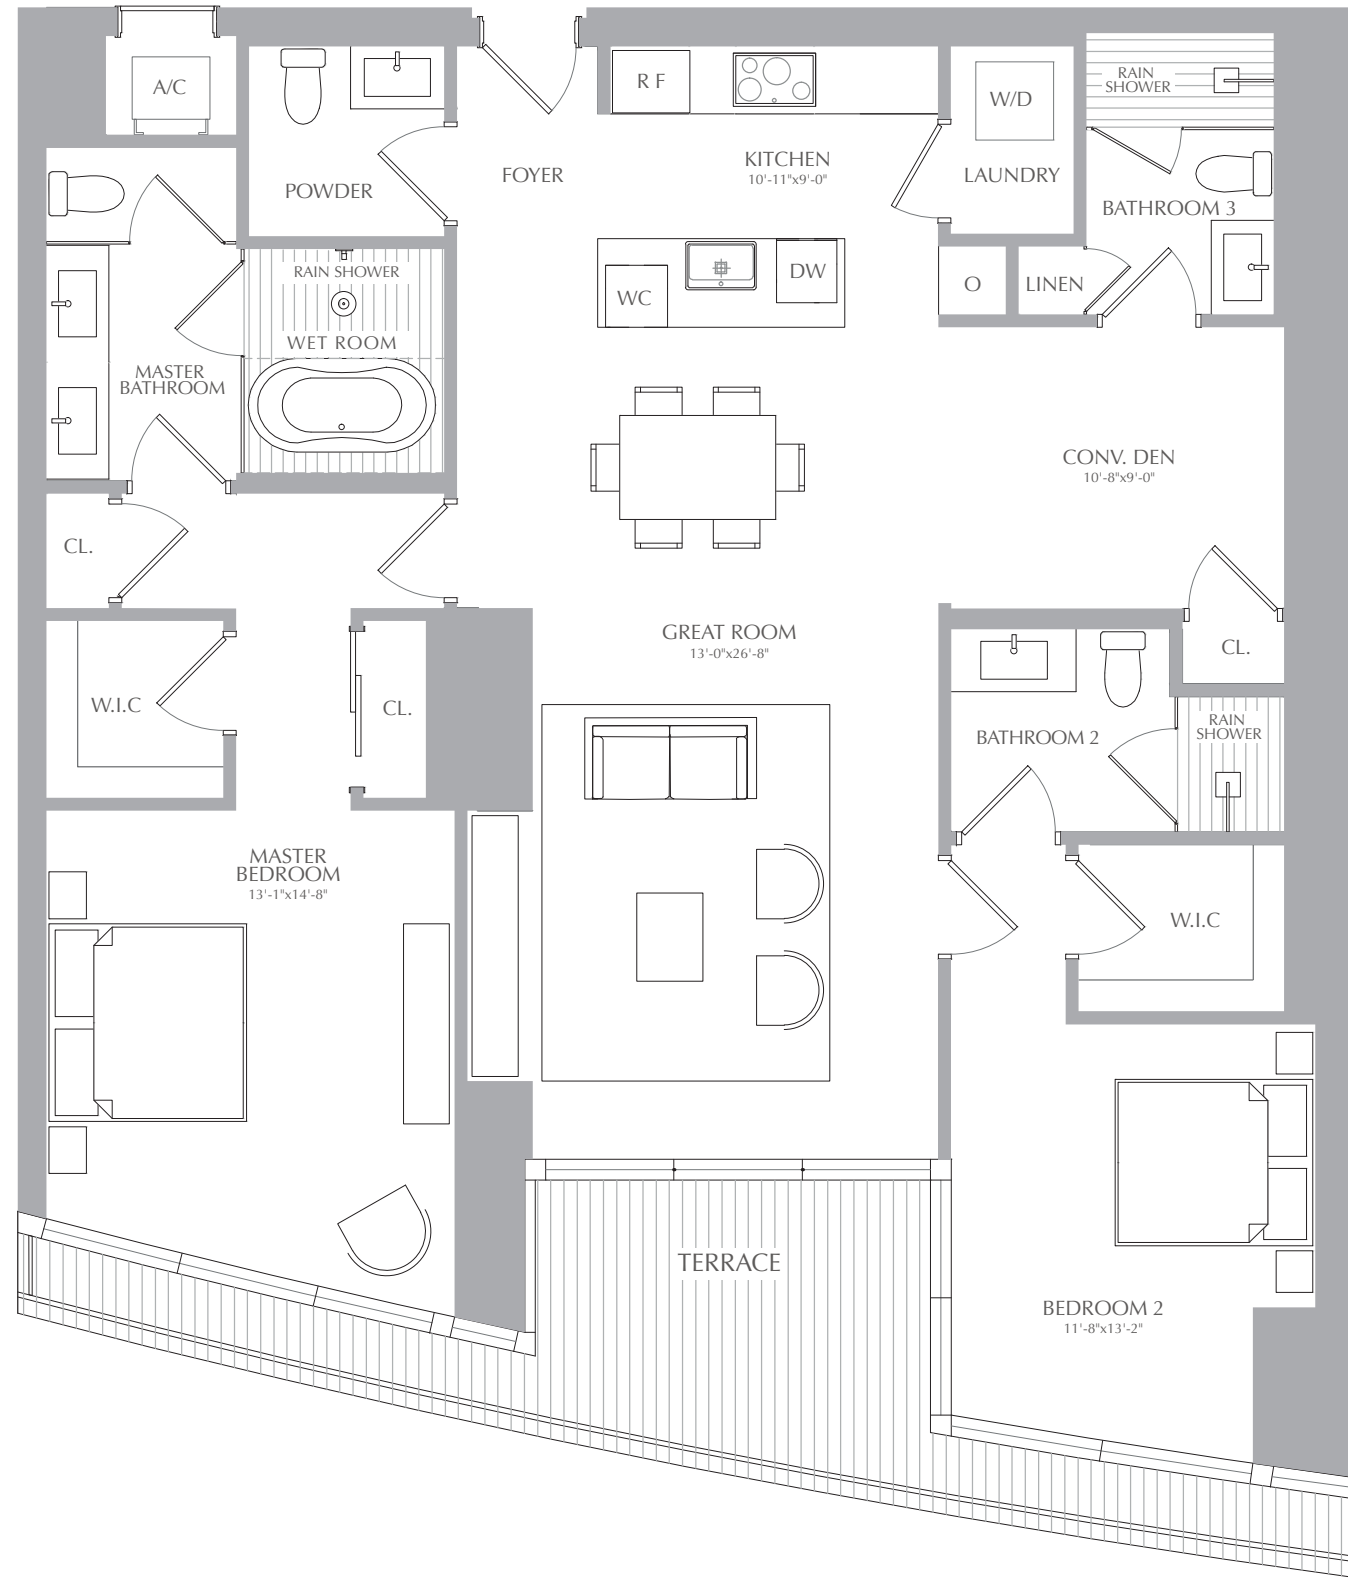 A/C
R F
W/D
RAIN
SHOWER
KITCHEN
10'-11"x9'-0"
FOYER
LAUNDRY
POWDER
BATHROOM 3
RAIN SHOWER
DW
O
LINEN
WC
WET ROOM
MASTER
BATHROOM
CONV. DEN
10'-8"x9'-0"
CL.
GREAT ROOM
13'-0"x26'-8"
CL.
W.I.C
CL.
BATHROOM 2
RAIN
SHOWER
MASTER
BEDROOM
13'-1"x14'-8"
W.I.C
TERRACE
BEDROOM 2
11'-8"x13'-2"